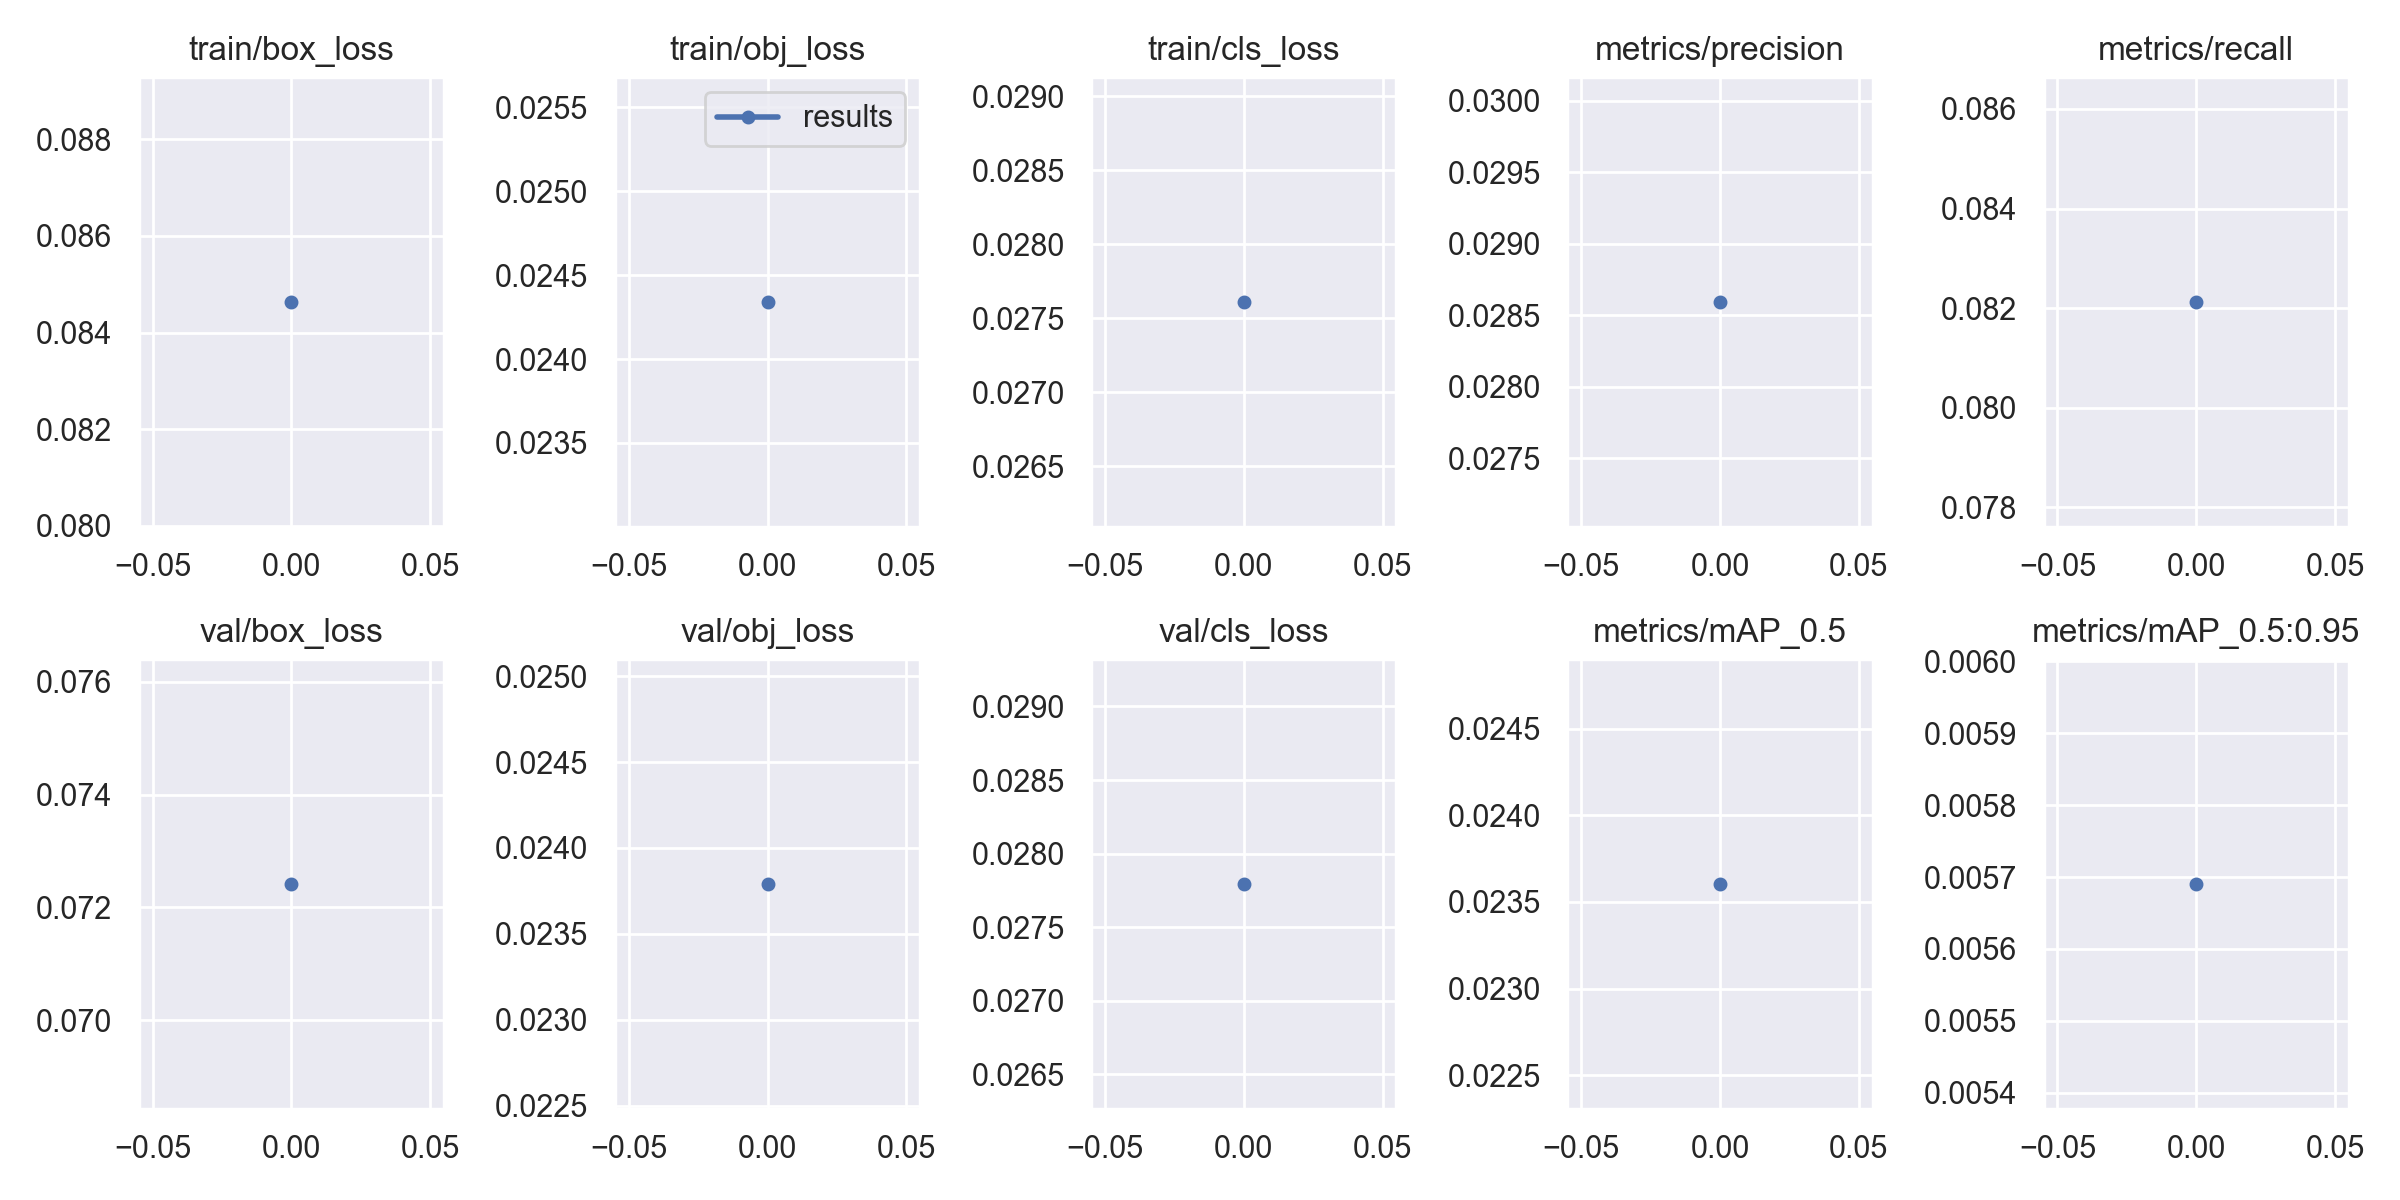 train/box_loss
0.088
0.086
0.084
0.082
0.080
−0.05 0.00 0.05
train/obj_loss
results
0.0255
0.0250
0.0245
0.0240
0.0235
−0.05 0.00 0.05
train/cls_loss
0.0290
0.0285
0.0280
0.0275
0.0270
0.0265
−0.05 0.00 0.05
metrics/precision
0.0300
0.0295
0.0290
0.0285
0.0280
0.0275
−0.05 0.00 0.05
metrics/recall
0.086
0.084
0.082
0.080
0.078
−0.05 0.00 0.05
val/box_loss
0.076
0.074
0.072
0.070
−0.05 0.00 0.05
val/obj_loss
0.0250
0.0245
0.0240
0.0235
0.0230
0.0225
−0.05 0.00 0.05
val/cls_loss
0.0290
0.0285
0.0280
0.0275
0.0270
0.0265
−0.05 0.00 0.05
metrics/mAP_0.5
0.0245
0.0240
0.0235
0.0230
0.0225
−0.05 0.00 0.05
metrics/mAP_0.5:0.95
0.0060
0.0059
0.0058
0.0057
0.0056
0.0055
0.0054
−0.05 0.00 0.05